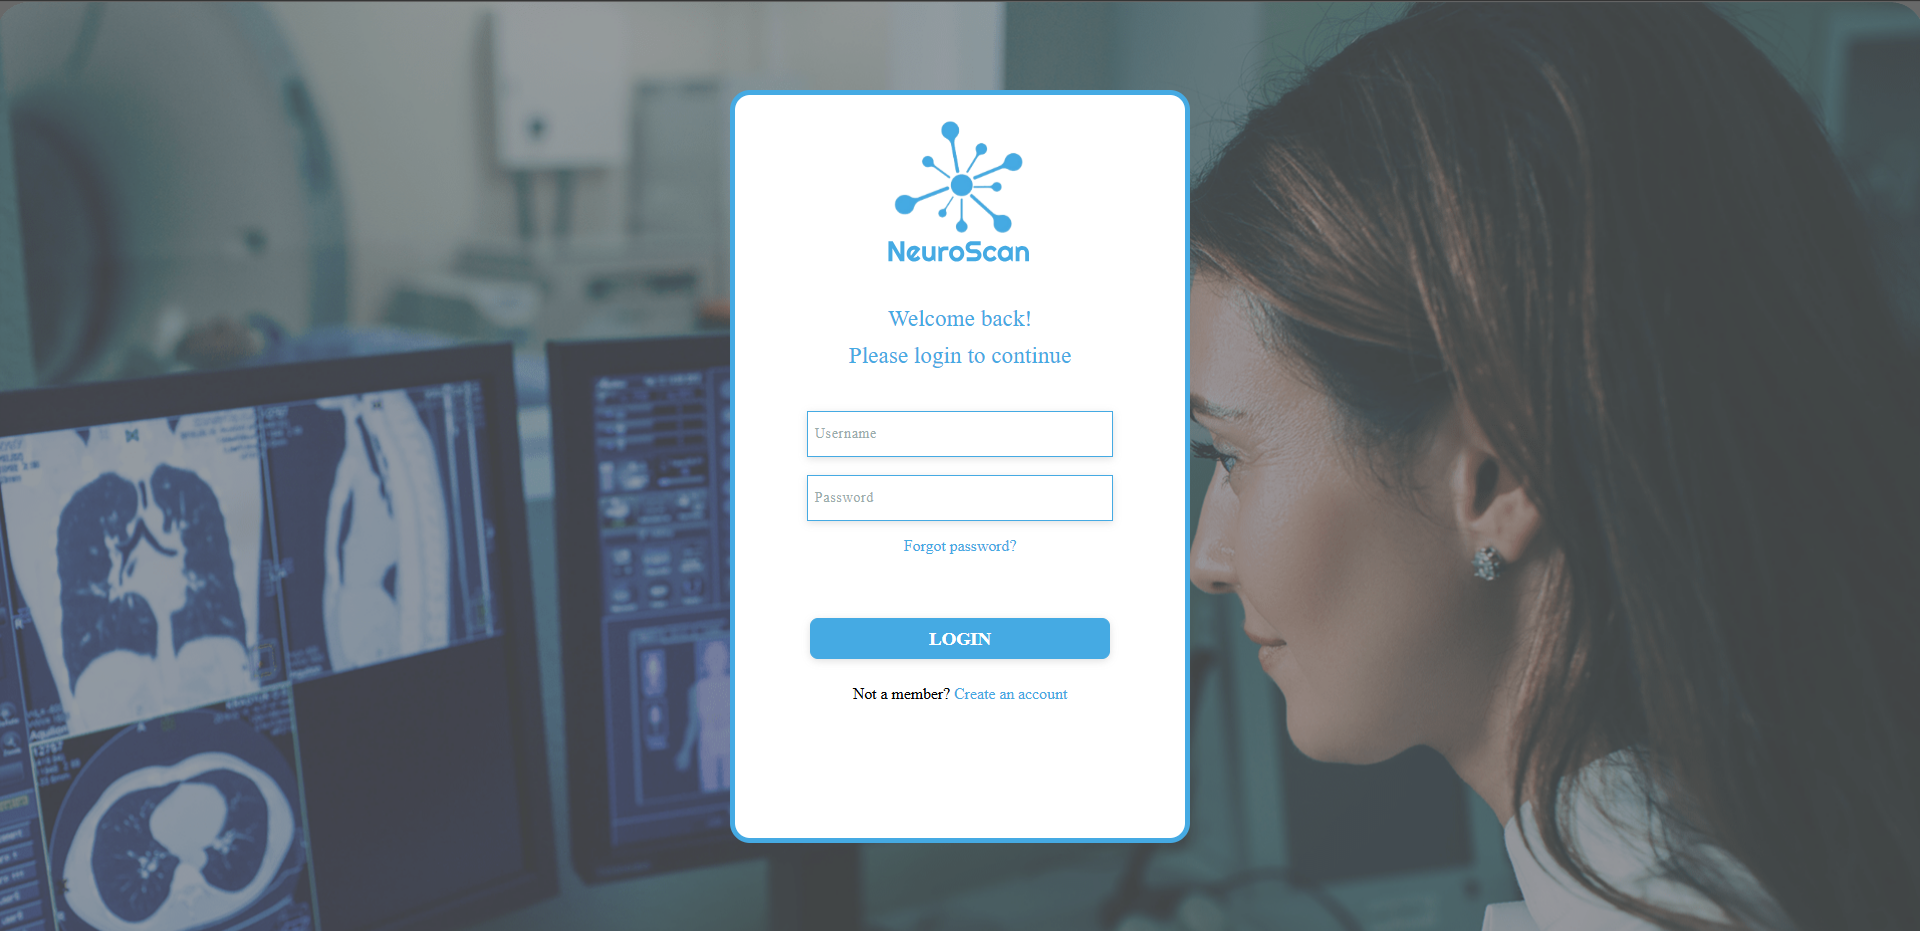 NeuroScan
Welcome back!
Please login to continue
Username
Password
Forgot password?
LOGIN
Not a member? Create an account